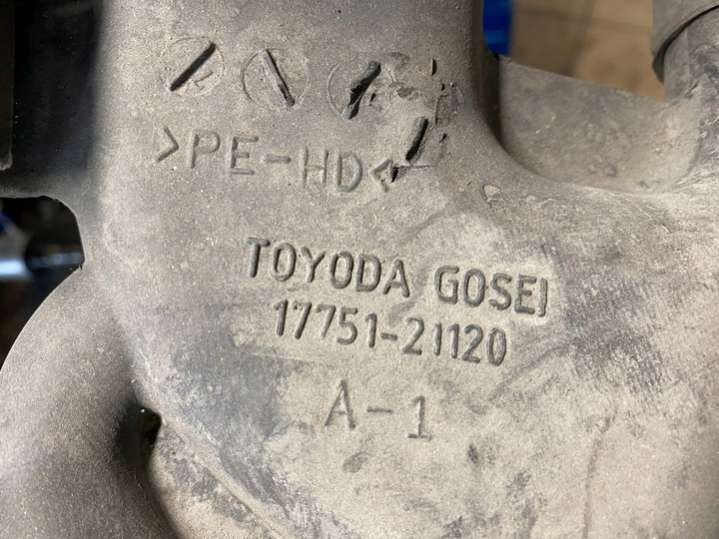 >PE-HD<
TOYODA GOSEI
17751-21120
A-1